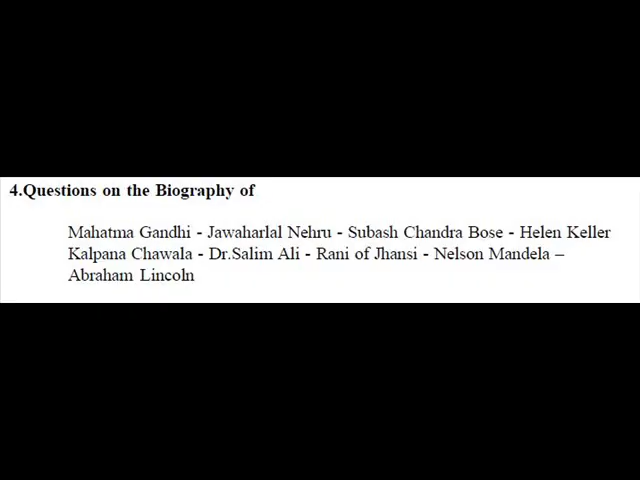 4.Questions on the Biography of
Mahatma Gandhi - Jawaharlal Nehru - Subash Chandra Bose - Helen Keller
Kalpana Chawala - Dr.Salim Ali - Rani of Jhansi - Nelson Mandela –
Abraham Lincoln